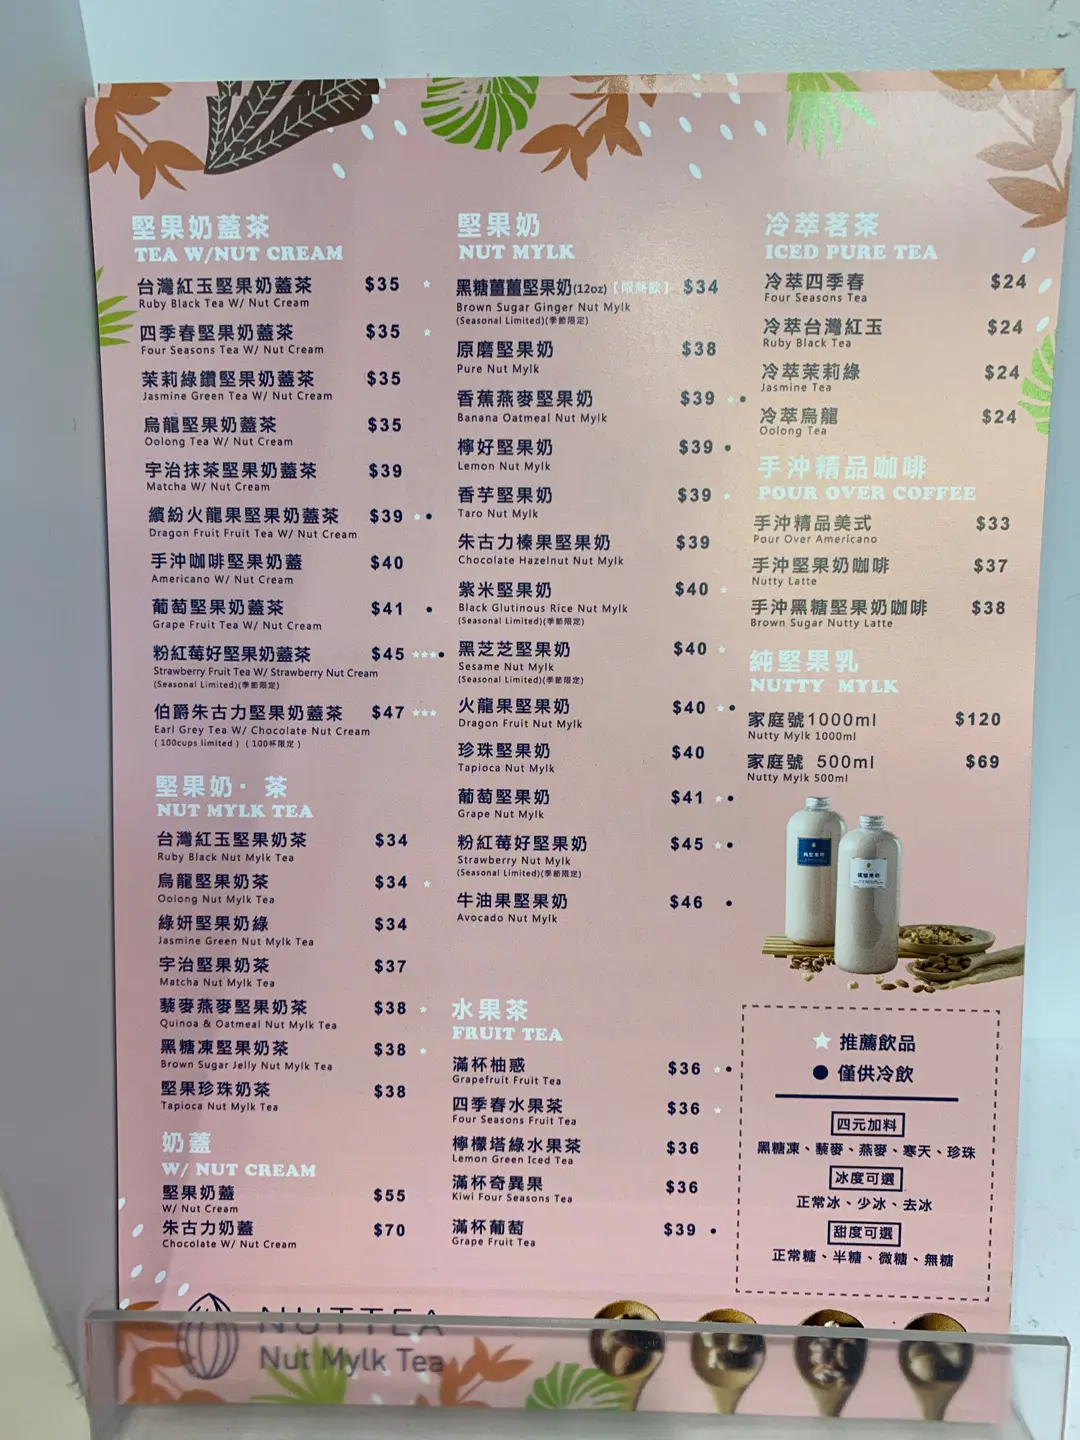 堅果奶蓋茶
TEA W/NUT CREAM
台灣紅玉堅果奶蓋茶 $35
Ruby Black Tea W/ Nut Cream
四季春堅果奶蓋茶 $35
Four Seasons Tea W/ Nut Cream
茉莉綠鑽堅果奶蓋茶 $35
Jasmine Green Tea W/ Nut Cream
烏龍堅果奶蓋茶 $35
Oolong Tea W/ Nut Cream
宇治抹茶堅果奶蓋茶 $39
Matcha W/ Nut Cream
繽紛火龍果堅果奶蓋茶 $39
Dragon Fruit Fruit Tea W/ Nut Cream
手沖咖啡堅果奶蓋 $40
Americano W/ Nut Cream
葡萄堅果奶蓋茶 $41
Grape Fruit Tea W/ Nut Cream
粉紅莓好堅果奶蓋茶 $45
Strawberry Fruit Tea W/ Strawberry Nut Cream
(Seasonal Limited)(季節限定)
伯爵朱古力堅果奶蓋茶 $47
Earl Grey Tea W/ Chocolate Nut Cream
(100cups limited) (100杯限定)
堅果奶· 茶
NUT MYLK TEA
台灣紅玉堅果奶茶 $34
Ruby Black Nut Mylk Tea
烏龍堅果奶茶 $34
Oolong Nut Mylk Tea
綠妍堅果奶綠 $34
Jasmine Green Nut Mylk Tea
宇治堅果奶茶 $37
Matcha Nut Mylk Tea
藜麥燕麥堅果奶茶 $38
Quinoa & Oatmeal Nut Mylk Tea
黑糖凍堅果奶茶 $38
Brown Sugar Jelly Nut Mylk Tea
堅果珍珠奶茶 $38
Tapioca Nut Mylk Tea
奶蓋
W/ NUT CREAM
堅果奶蓋 $55
W/ Nut Cream
朱古力奶蓋 $70
Chocolate W/ Nut Cream
堅果奶
NUT MYLK
黑糖薑薑堅果奶(12oz)【限熱飲】 $34
Brown Sugar Ginger Nut Mylk
(Seasonal Limited)(季節限定)
原磨堅果奶 $38
Pure Nut Mylk
香蕉燕麥堅果奶 $39
Banana Oatmeal Nut Mylk
檸好堅果奶 $39
Lemon Nut Mylk
香芋堅果奶 $39
Taro Nut Mylk
朱古力榛果堅果奶 $39
Chocolate Hazelnut Nut Mylk
紫米堅果奶 $40
Black Glutinous Rice Nut Mylk
(Seasonal Limited)(季節限定)
黑芝芝堅果奶 $40
Sesame Nut Mylk
(Seasonal Limited)(季節限定)
火龍果堅果奶 $40
Dragon Fruit Nut Mylk
珍珠堅果奶 $40
Tapioca Nut Mylk
葡萄堅果奶 $41
Grape Nut Mylk
粉紅莓好堅果奶 $45
Strawberry Nut Mylk
(Seasonal Limited)(季節限定)
牛油果堅果奶 $46
Avocado Nut Mylk
水果茶
FRUIT TEA
滿杯柚惑 $36
Grapefruit Fruit Tea
四季春水果茶 $36
Four Seasons Fruit Tea
檸檬塔綠水果茶 $36
Lemon Green Iced Tea
滿杯奇異果 $36
Kiwi Four Seasons Tea
滿杯葡萄 $39
Grape Fruit Tea
冷萃茗茶
ICED PURE TEA
冷萃四季春 $24
Four Seasons Tea
冷萃台灣紅玉 $24
Ruby Black Tea
冷萃茉莉綠 $24
Jasmine Tea
冷萃烏龍 $24
Oolong Tea
手沖精品咖啡
POUR OVER COFFEE
手沖精品美式 $33
Pour Over Americano
手沖堅果奶咖啡 $37
Nutty Latte
手沖黑糖堅果奶咖啡 $38
Brown Sugar Nutty Latte
純堅果乳
NUTTY MYLK
家庭號1000ml $120
Nutty Mylk 1000ml
家庭號 500ml $69
Nutty Mylk 500ml
★ 推薦飲品
● 僅供冷飲
四元加料
黑糖凍、藜麥、燕麥、寒天、珍珠
冰度可選
正常冰、少冰、去冰
甜度可選
正常糖、半糖、微糖、無糖
NUTTEA
Nut Mylk Tea